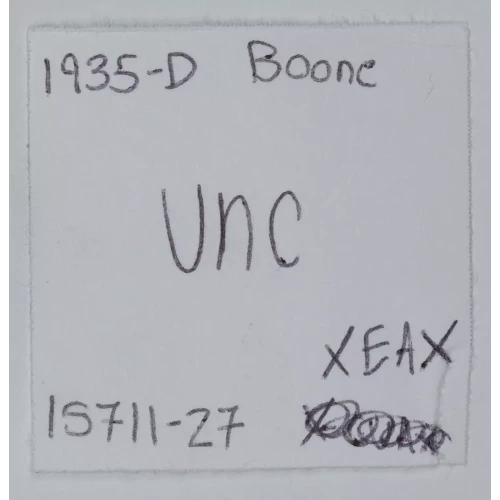 1935-D Boone
UNC
XEAX
15711-27